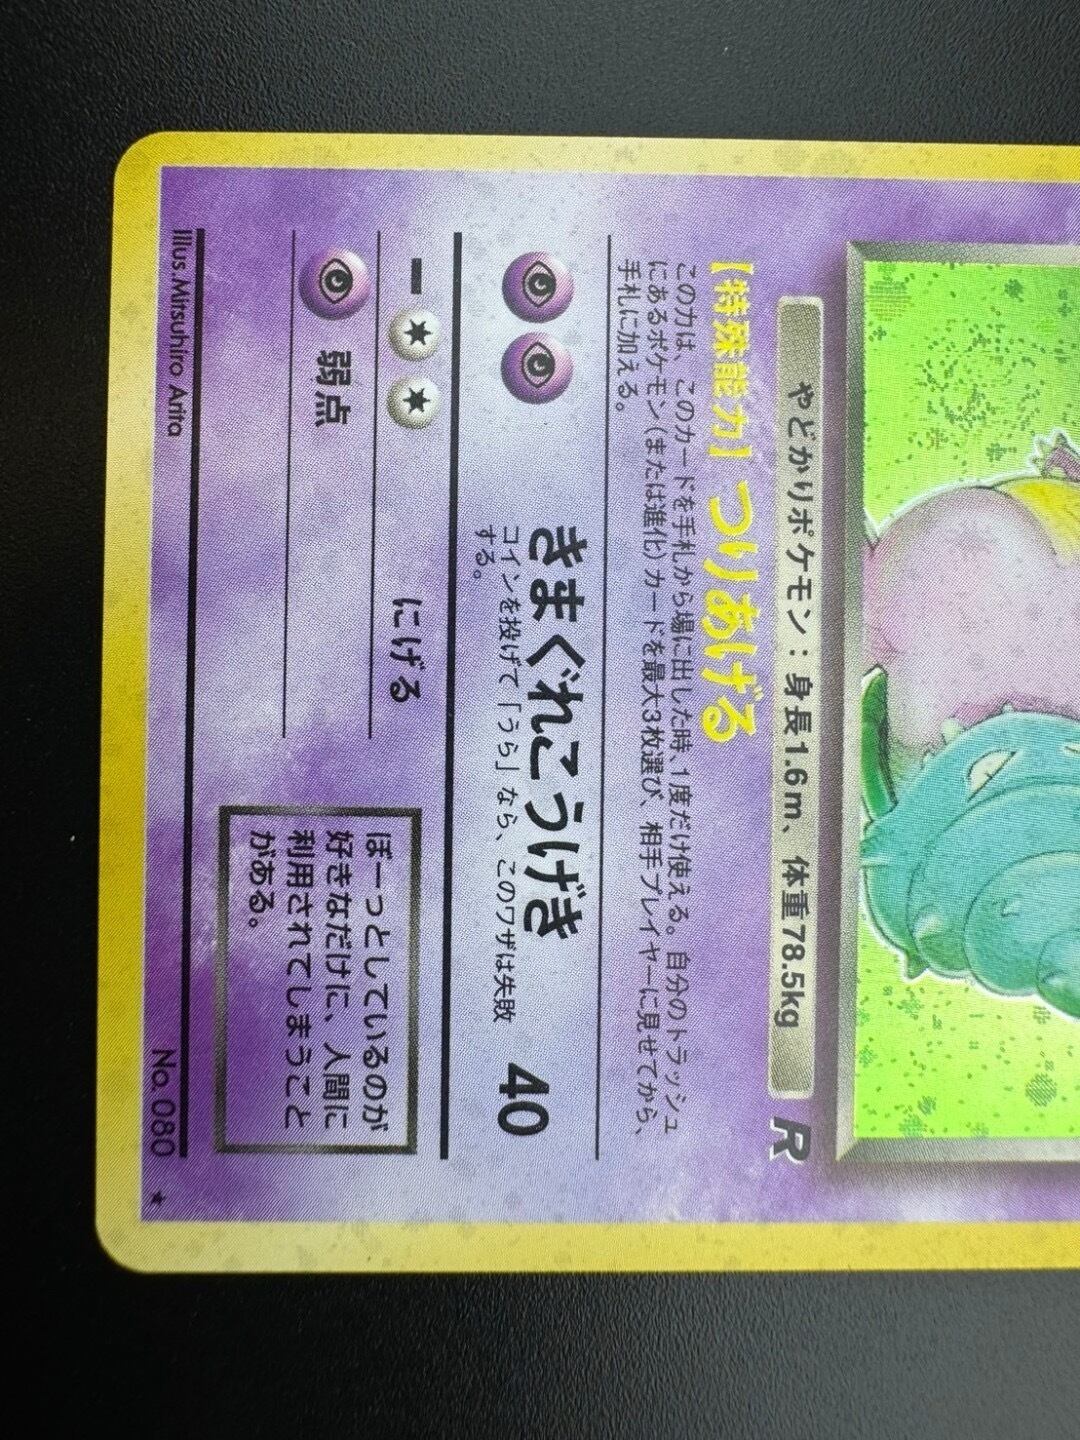 やどかりポケモン：身長1.6m、体重78.5kg
R
【特殊能力】つりあげる
この力は、このカードを手札から場に出した時、1度だけ使える。自分のトラッシュ
にあるポケモン（または進化）カードを最大3枚選び、相手プレイヤーに見せてから、
手札に加える。
きまぐれこうげき 40
コインを投げて「うら」なら、このワザは失敗
する。
にげる
弱点
ぼーっとしているのが
好きなだけに、人間に
利用されてしまうこと
がある。
Illus.Mitsuhiro Arita
No.080
★